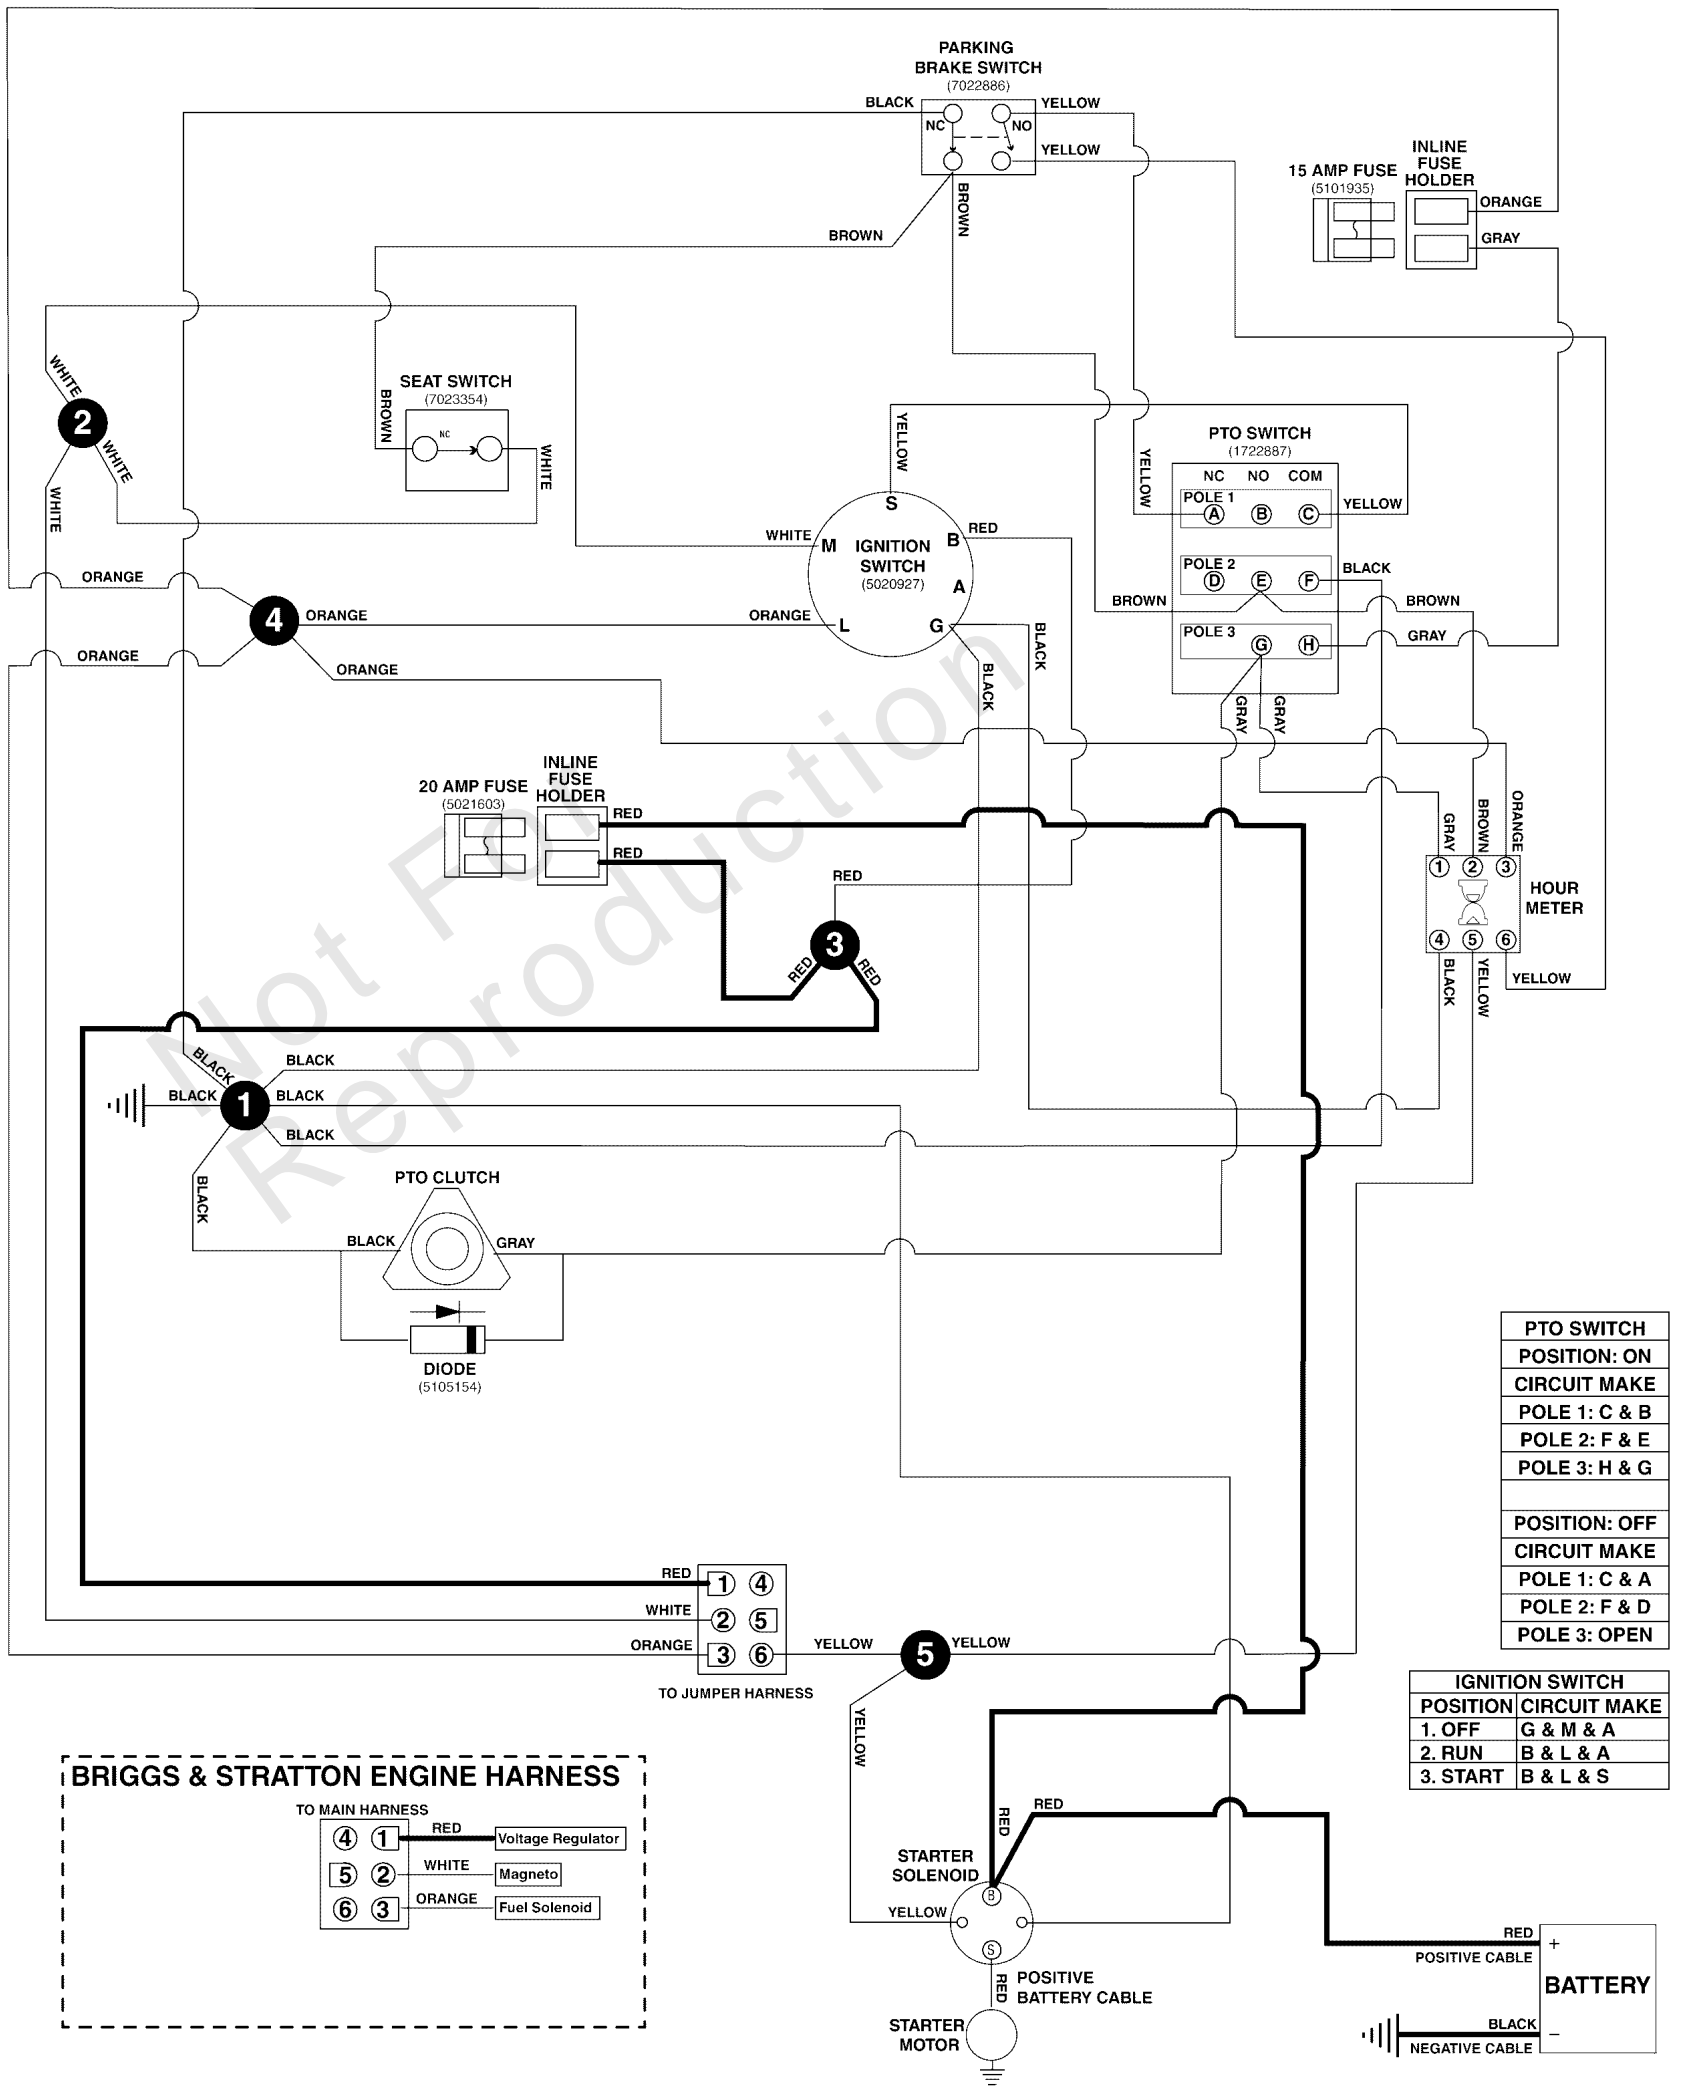 PARKING
BRAKE SWITCH
(7022886)
BLACK
YELLOW
NC
NO
YELLOW
BROWN
BROWN
15 AMP FUSE
(5101935)
INLINE
FUSE
HOLDER
ORANGE
GRAY
WHITE
2
WHITE
WHITE
SEAT SWITCH
(7023354)
BROWN
NC
WHITE
YELLOW
YELLOW
PTO SWITCH
(1722887)
NC NO COM
POLE 1
A B C
YELLOW
POLE 2
D E F
BLACK
BROWN
BROWN
POLE 3
G H
GRAY
GRAY
GRAY
WHITE
S
M
B
RED
IGNITION
SWITCH
(5020927)
A
L
G
BLACK
BLACK
ORANGE
4
ORANGE
ORANGE
ORANGE
ORANGE
20 AMP FUSE
(5021603)
INLINE
FUSE
HOLDER
RED
RED
RED
3
RED
RED
GRAY
BROWN
ORANGE
1 2 3
HOUR
METER
4 5 6
BLACK
YELLOW
YELLOW
Not For
Reproduction
BLACK
BLACK
BLACK
1
BLACK
BLACK
BLACK
PTO CLUTCH
BLACK
GRAY
DIODE
(5105154)
PTO SWITCH
POSITION: ON
CIRCUIT MAKE
POLE 1: C & B
POLE 2: F & E
POLE 3: H & G
POSITION: OFF
CIRCUIT MAKE
POLE 1: C & A
POLE 2: F & D
POLE 3: OPEN
RED
1 4
WHITE
2 5
ORANGE
3 6
YELLOW
5
YELLOW
TO JUMPER HARNESS
YELLOW
IGNITION SWITCH
POSITION CIRCUIT MAKE
1. OFF G & M & A
2. RUN B & L & A
3. START B & L & S
BRIGGS & STRATTON ENGINE HARNESS
TO MAIN HARNESS
4 1
RED
Voltage Regulator
5 2
WHITE
Magneto
6 3
ORANGE
Fuel Solenoid
RED
RED
STARTER
SOLENOID
B
YELLOW
S
RED
POSITIVE
BATTERY CABLE
STARTER
MOTOR
RED
+
POSITIVE CABLE
BATTERY
BLACK
−
NEGATIVE CABLE